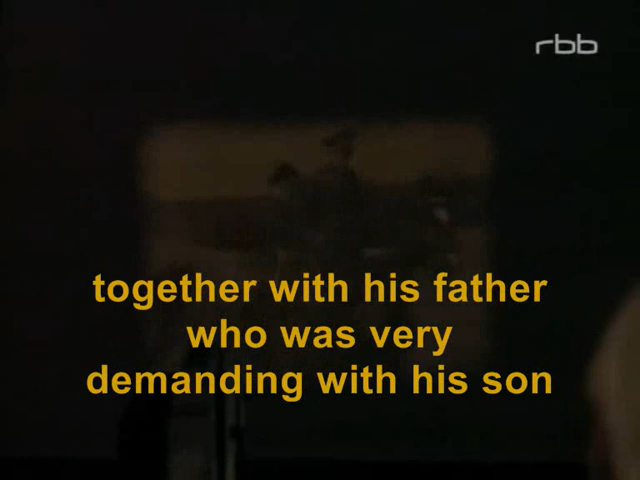 rbb
together with his father
who was very
demanding with his son